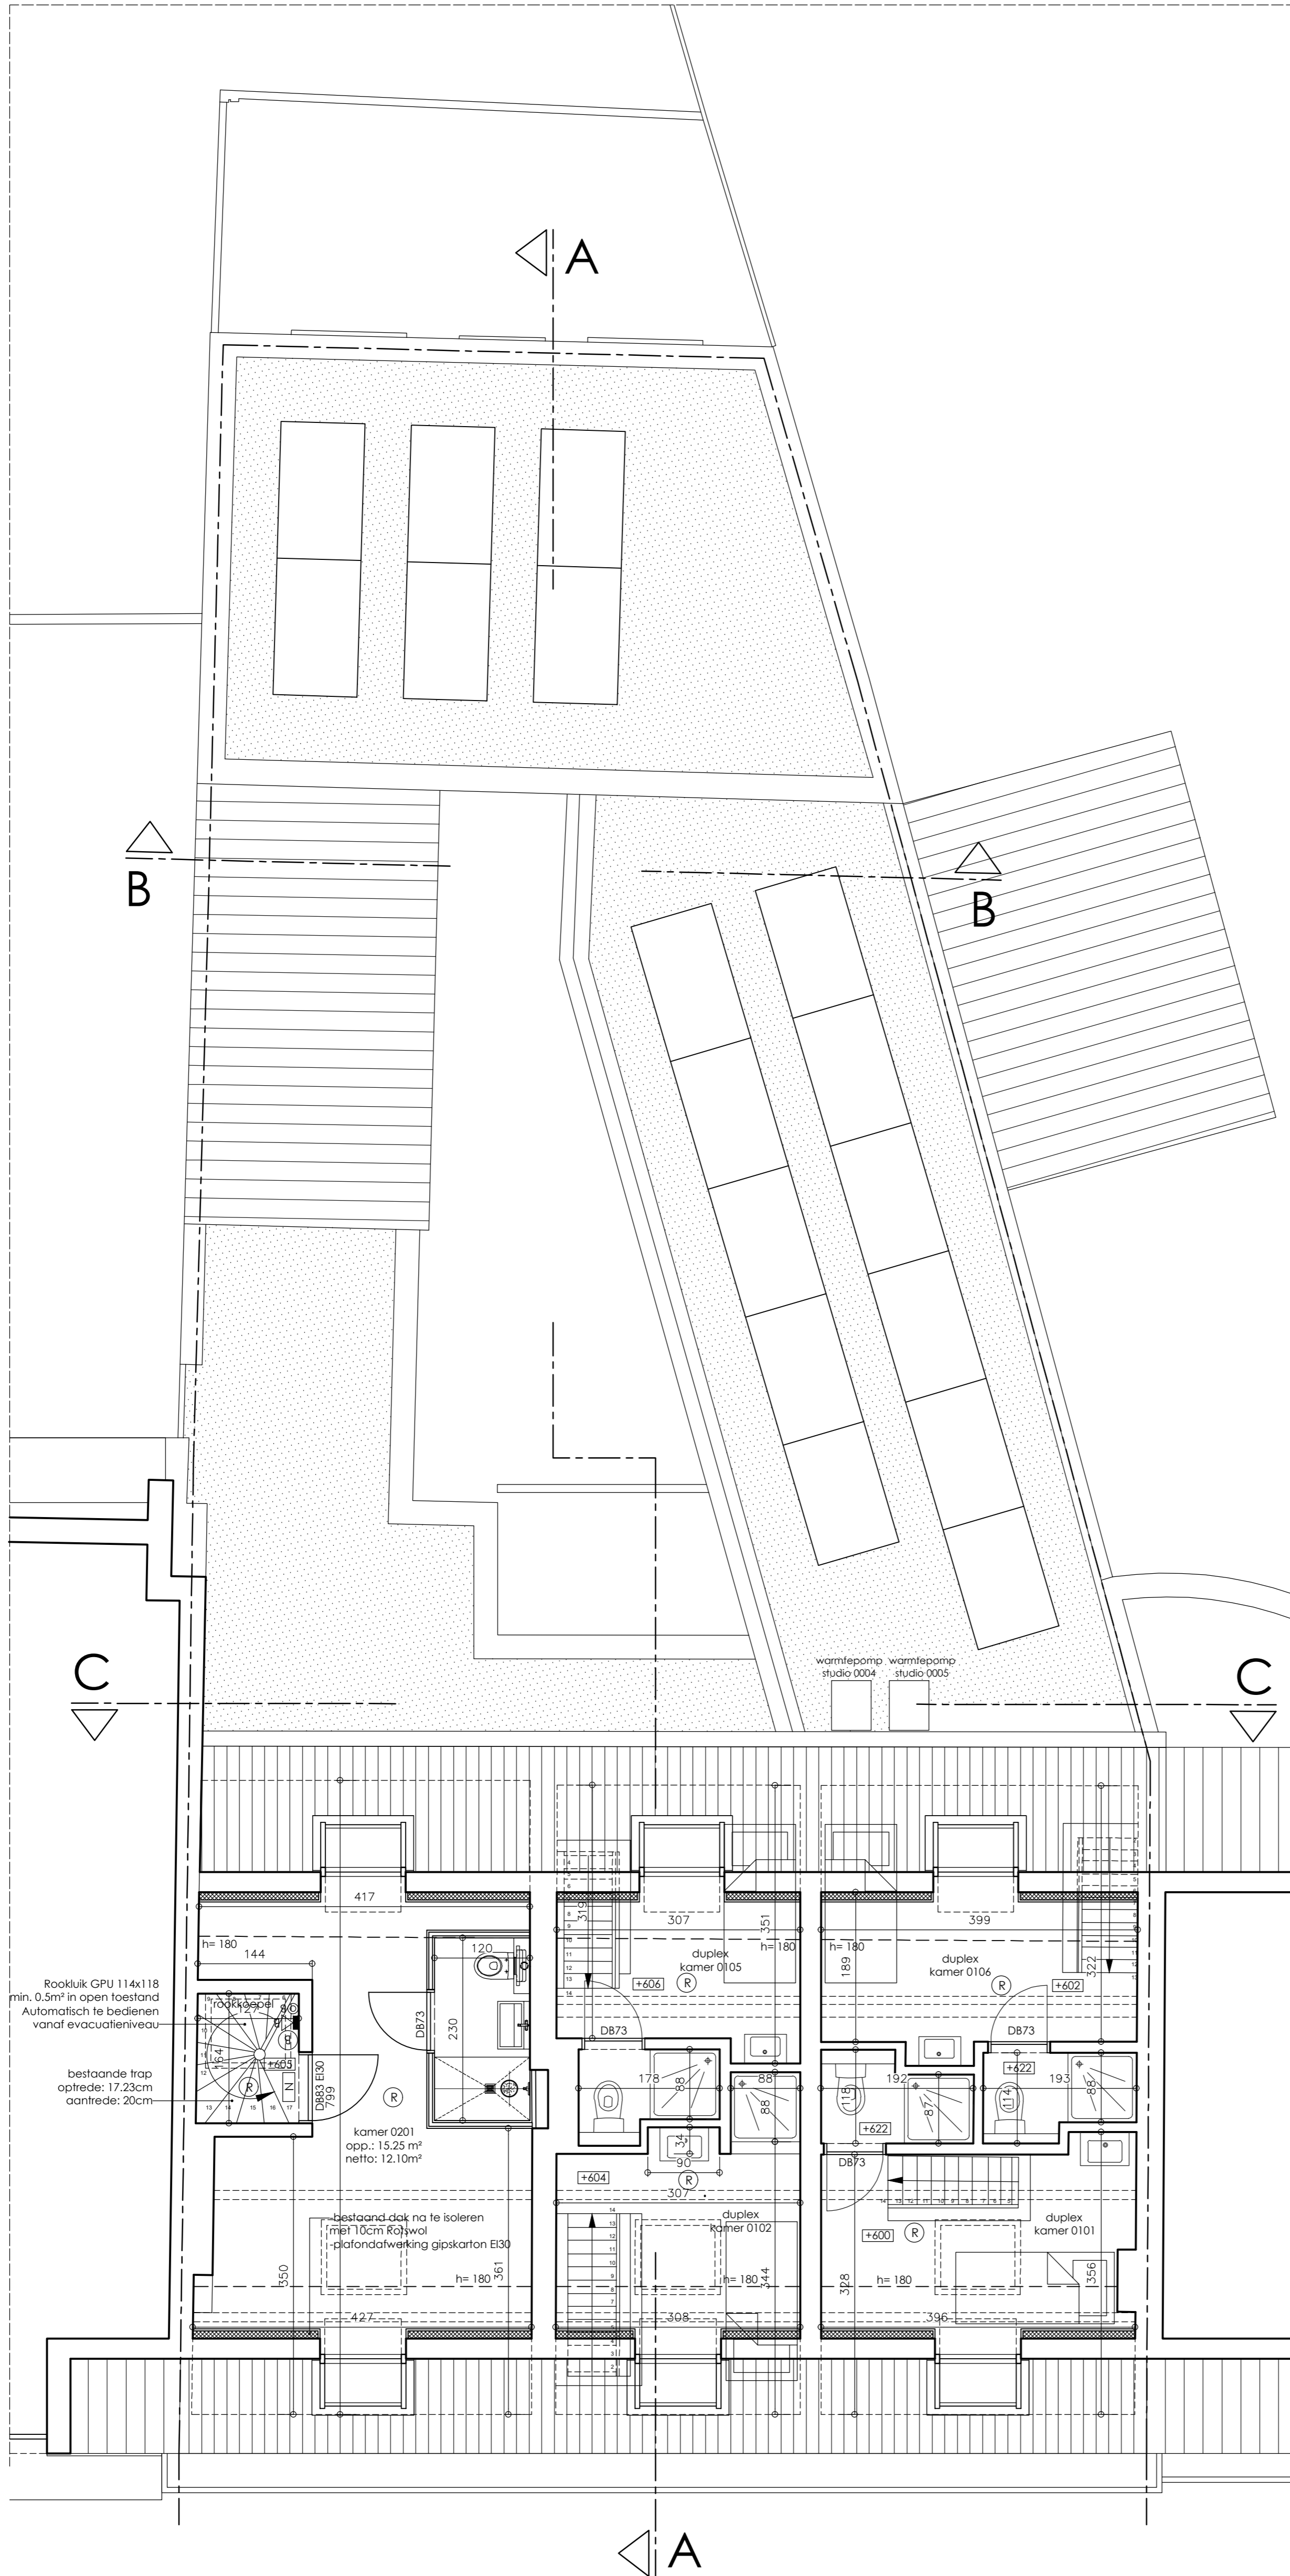 A
B
B
C
C
warmtepomp
studio 0004
warmtepomp
studio 0005
417
307
399
319
351
h= 180
144
120
duplex
kamer 0105
h= 180
h= 180
189
duplex
kamer 0106
322
Rookluik GPU 114x118
min. 0.5m² in open toestand
Automatisch te bedienen
vanaf evacuatieniveau
rookkoepel
127
164
+605
R
N
bestaande trap
optrede: 17.23cm
aantrede: 20cm
DB83 EI30
799
DB73
230
R
+606
R
R
+602
DB73
DB73
178
88
88
88
118
192
87
+622
114
193
88
+622
DB73
kamer 0201
opp.: 15.25 m²
netto: 12.10m²
34
90
+604
R
307
duplex
kamer 0102
+600
R
duplex
kamer 0101
-bestaand dak na te isoleren
met 10cm Rotswol
-plafondafwerking gipskarton EI30
350
h= 180
361
h= 180
344
328
h= 180
356
427
308
396
A